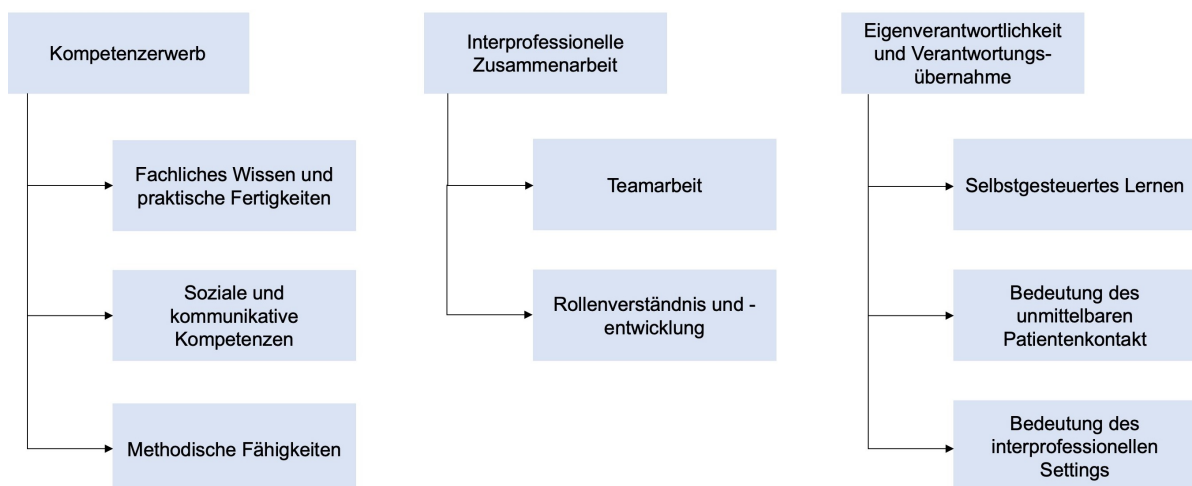 Kompetenzerwerb
Fachliches Wissen und
praktische Fertigkeiten
Soziale und
kommunikative
Kompetenzen
Methodische Fähigkeiten
Interprofessionelle
Zusammenarbeit
Teamarbeit
Rollenverständnis und -
entwicklung
Eigenverantwortlichkeit
und Verantwortungs-
übernahme
Selbstgesteuertes Lernen
Bedeutung des
unmittelbaren
Patientenkontakt
Bedeutung des
interprofessionellen
Settings